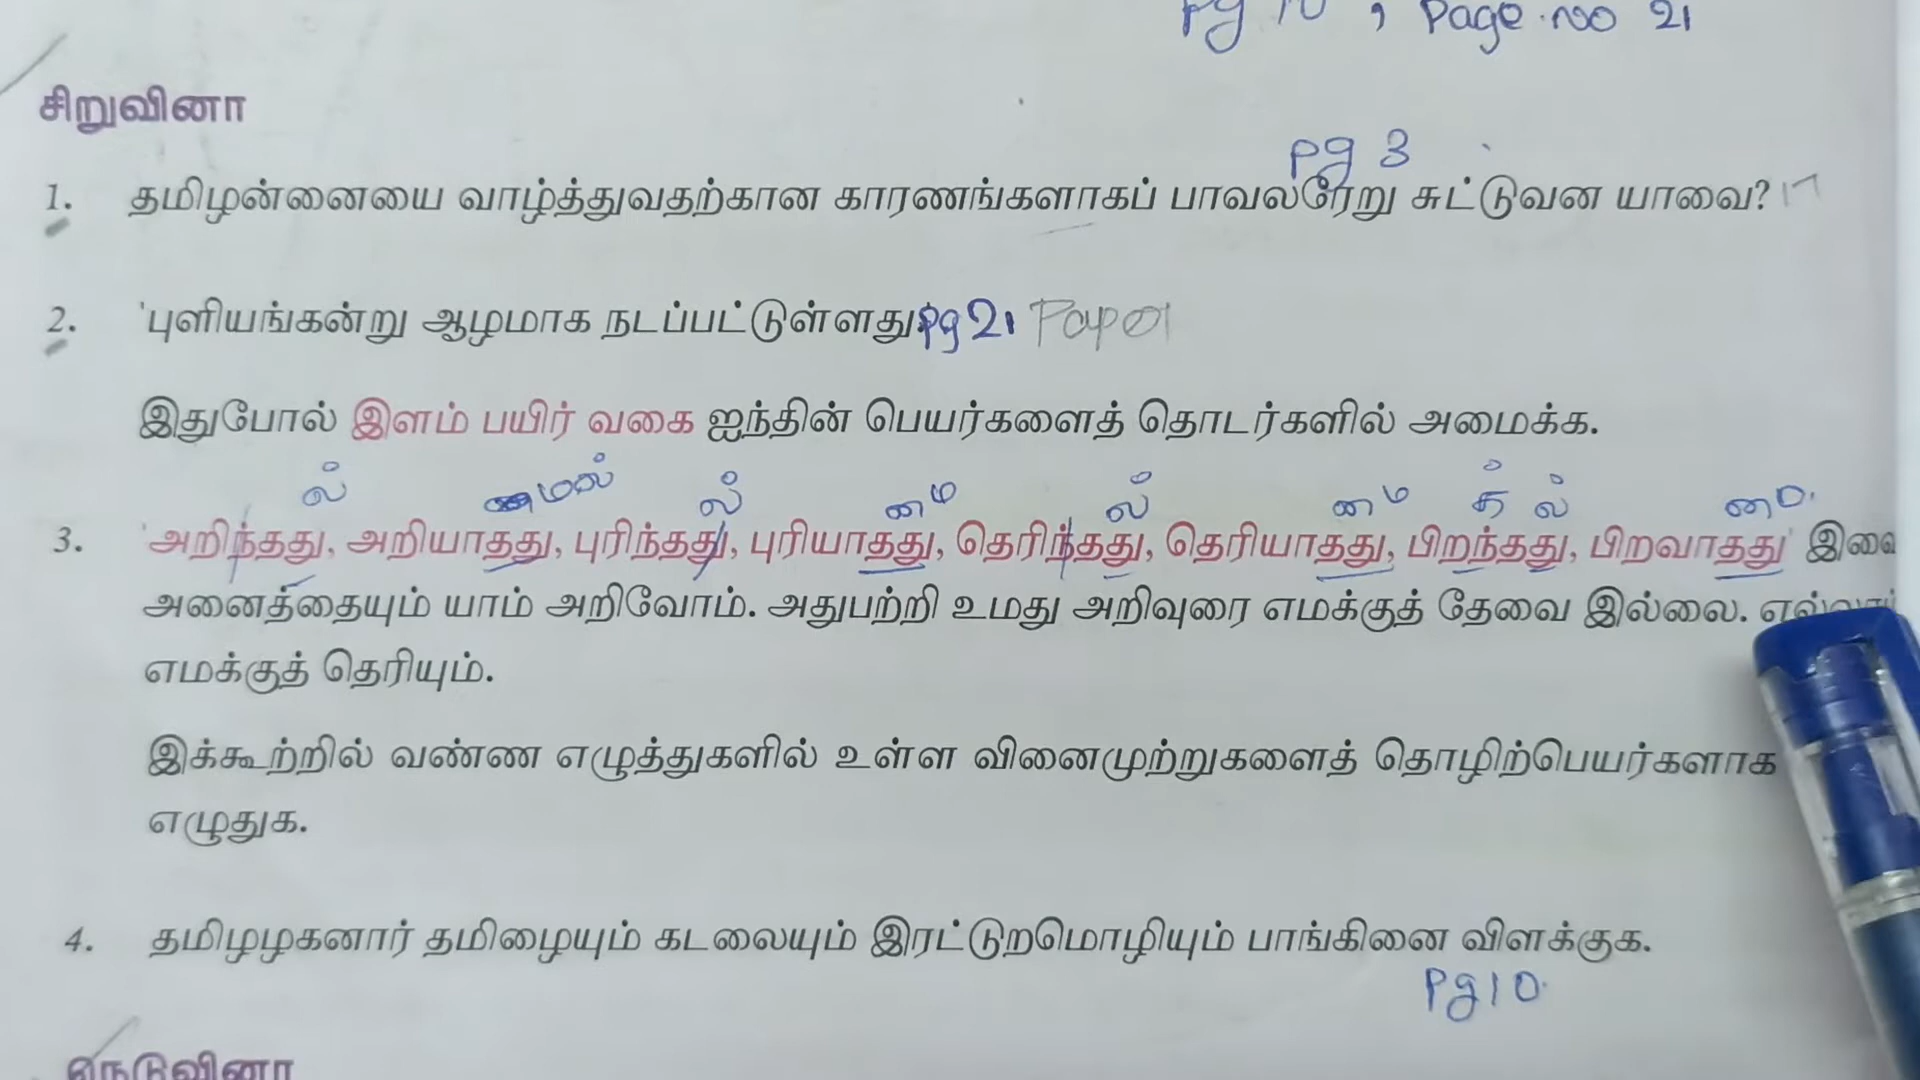 pg 10 , Page.No 21
சிறுவினா
pg 3
1. தமிழன்னையை வாழ்த்துவதற்கான காரணங்களாகப் பாவலரேறு சுட்டுவன யாவை? 17
2. 'புளியங்கன்று ஆழமாக நடப்பட்டுள்ளது pg 21
இதுபோல் இளம் பயிர் வகை ஐந்தின் பெயர்களைத் தொடர்களில் அமைக்க.
ல் மல் ல் மை ல் மை த் ல் மை
3. 'அறிந்தது, அறியாதது, புரிந்தது, புரியாதது, தெரிந்தது, தெரியாதது, பிறந்தது, பிறவாதது' இவை
அனைத்தையும் யாம் அறிவோம். அதுபற்றி உமது அறிவுரை எமக்குத் தேவை இல்லை.
எமக்குத் தெரியும்.
இக்கூற்றில் வண்ண எழுத்துகளில் உள்ள வினைமுற்றுகளைத் தொழிற்பெயர்களாக
எழுதுக.
4. தமிழழகனார் தமிழையும் கடலையும் இரட்டுறமொழியும் பாங்கினை விளக்குக.
Pg 10.
நெடுவினா